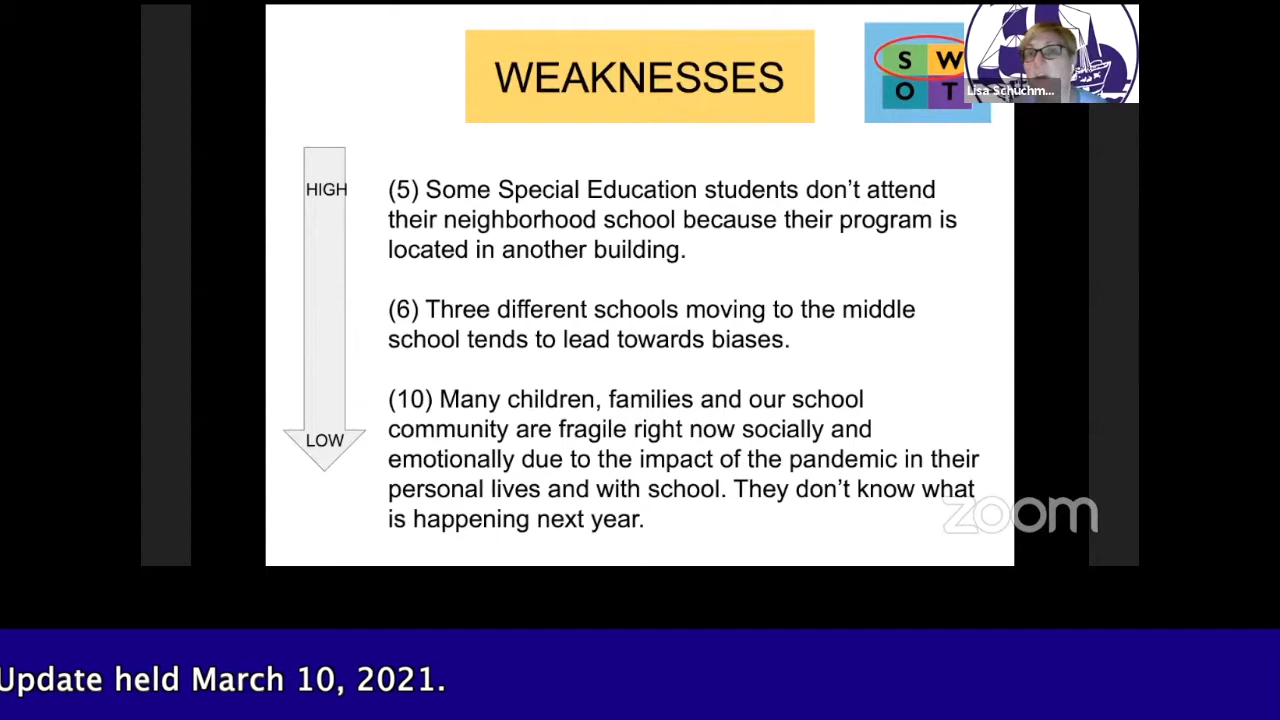 WEAKNESSES
S W
O T
Lisa Schuchm...
HIGH
(5) Some Special Education students don’t attend
their neighborhood school because their program is
located in another building.
(6) Three different schools moving to the middle
school tends to lead towards biases.
(10) Many children, families and our school
community are fragile right now socially and
LOW
emotionally due to the impact of the pandemic in their
personal lives and with school. They don’t know what
is happening next year.
zoom
Update held March 10, 2021.